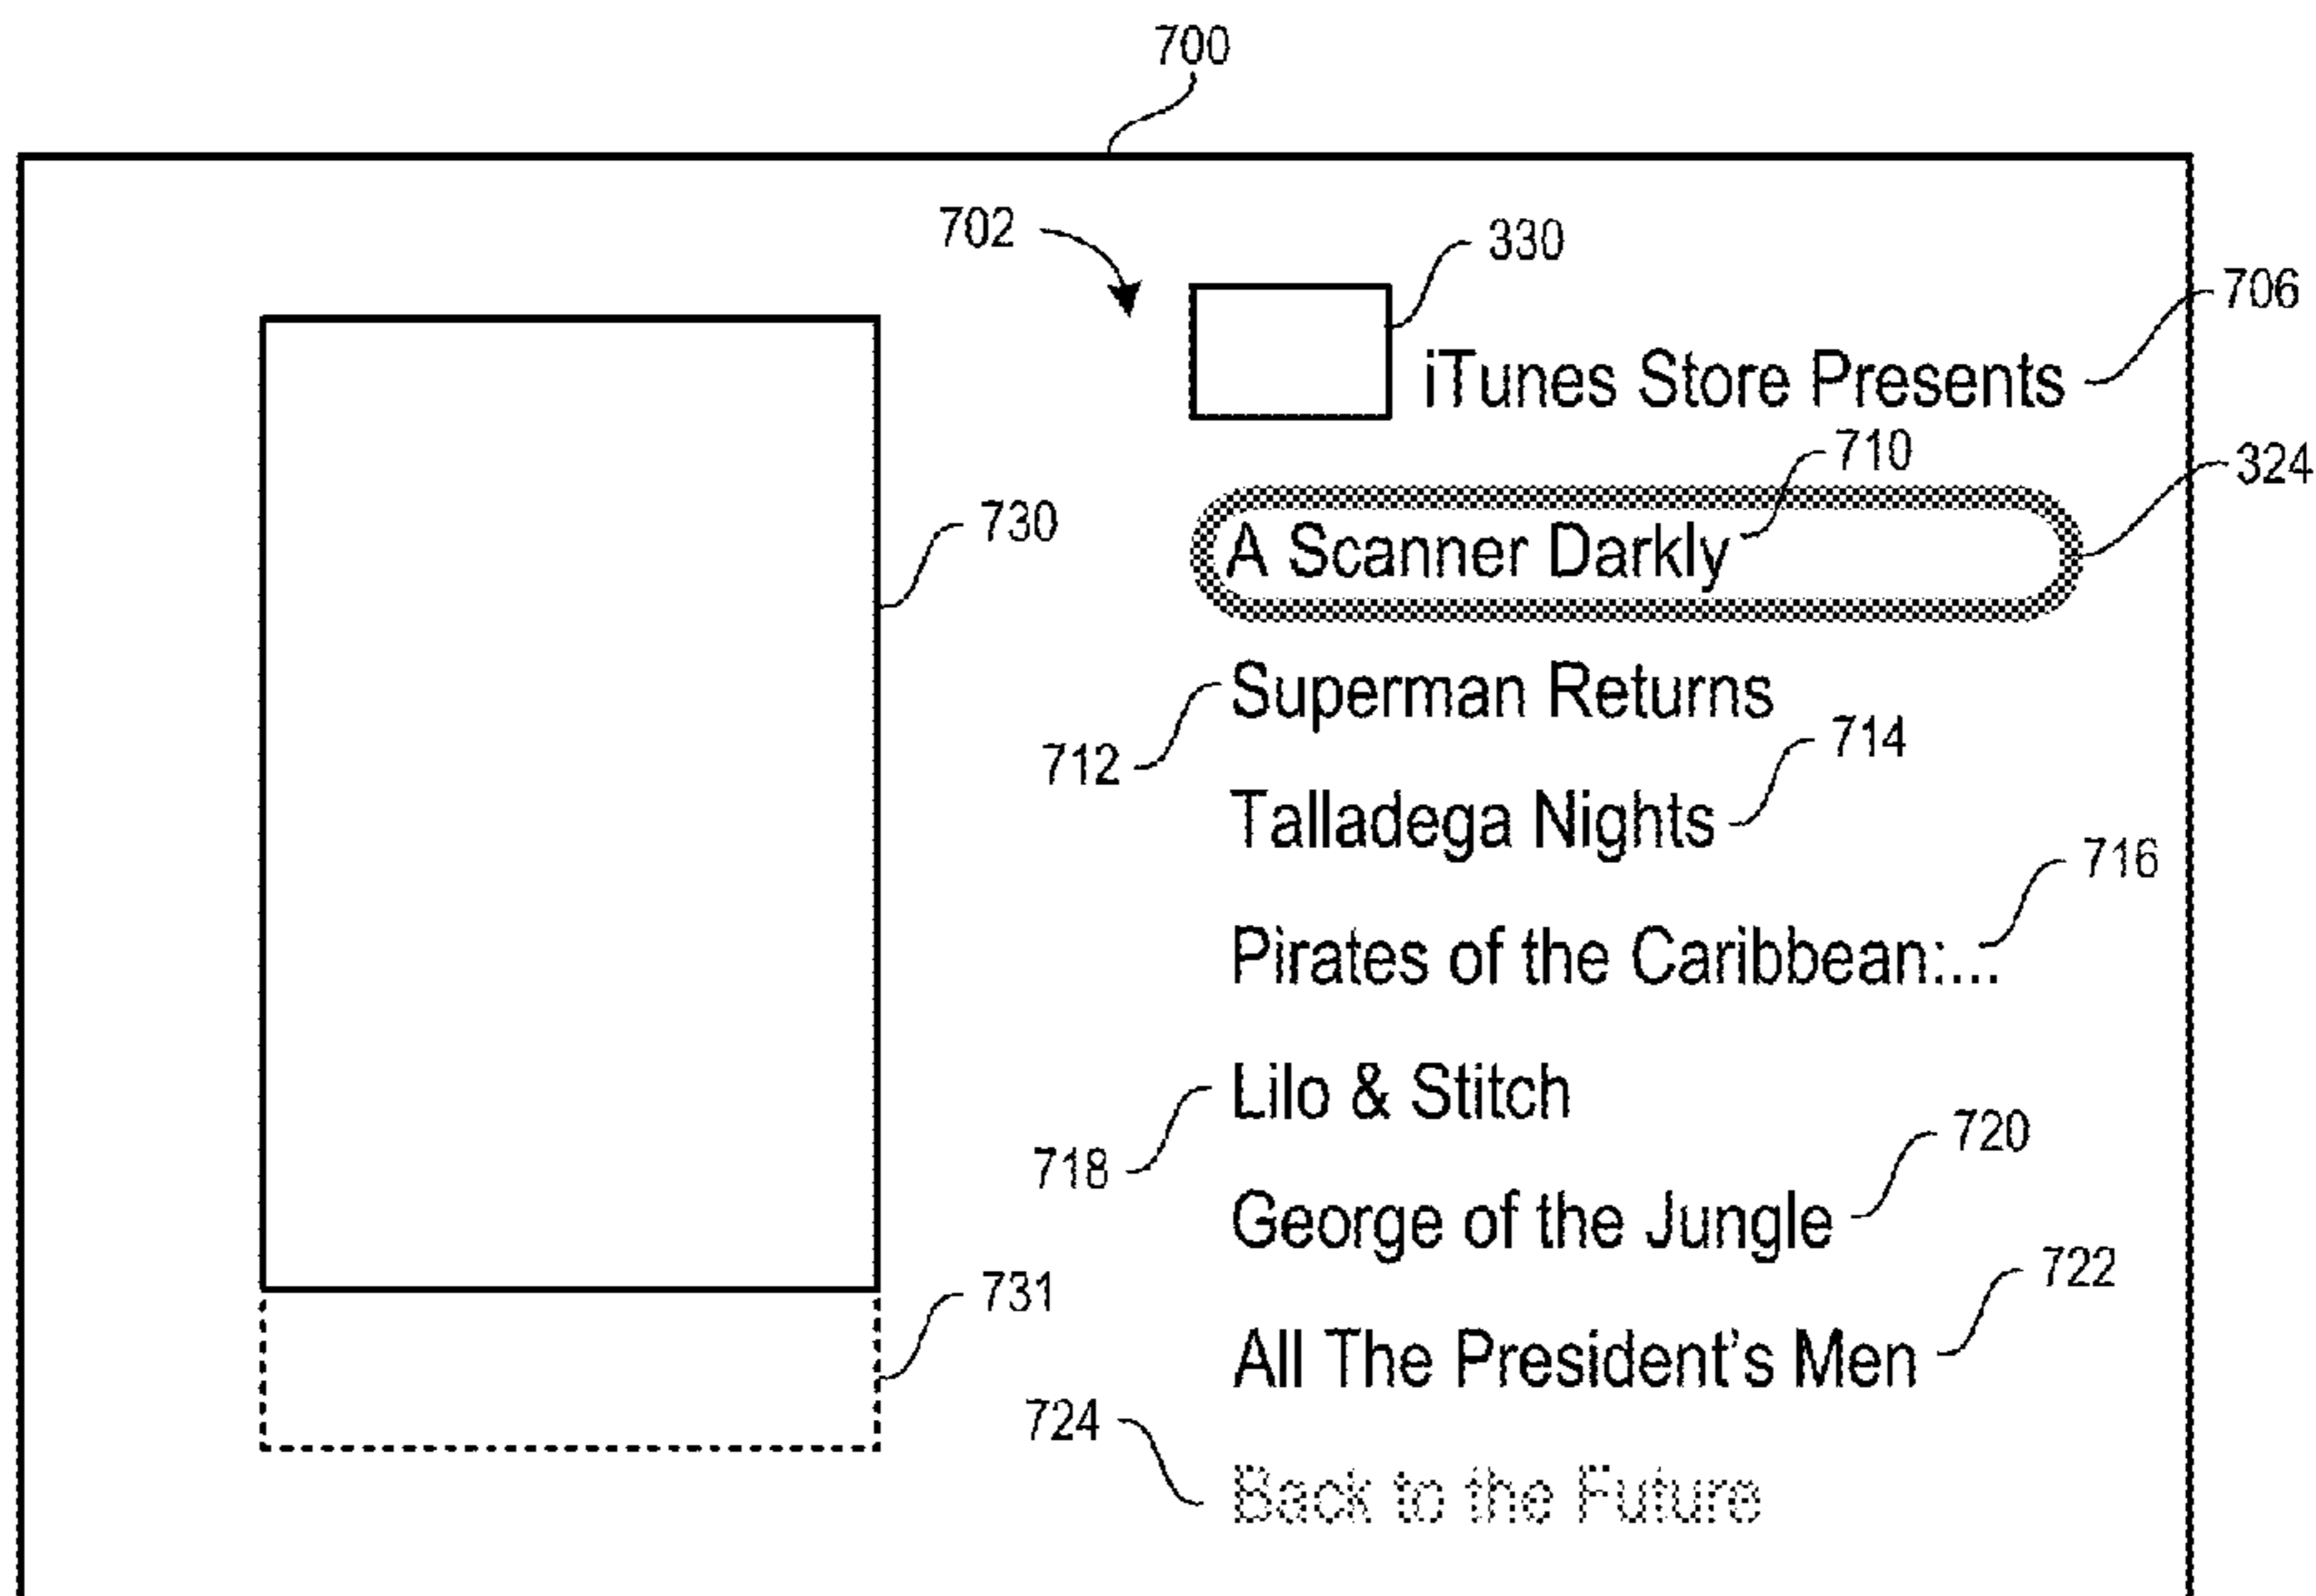 700
702
330
706
iTunes Store Presents
710
324
A Scanner Darkly
730
Superman Returns
712
714
Talladega Nights
716
Pirates of the Caribbean:...
Lilo & Stitch
718
720
George of the Jungle
731
722
All The President's Men
724
Back to the Future